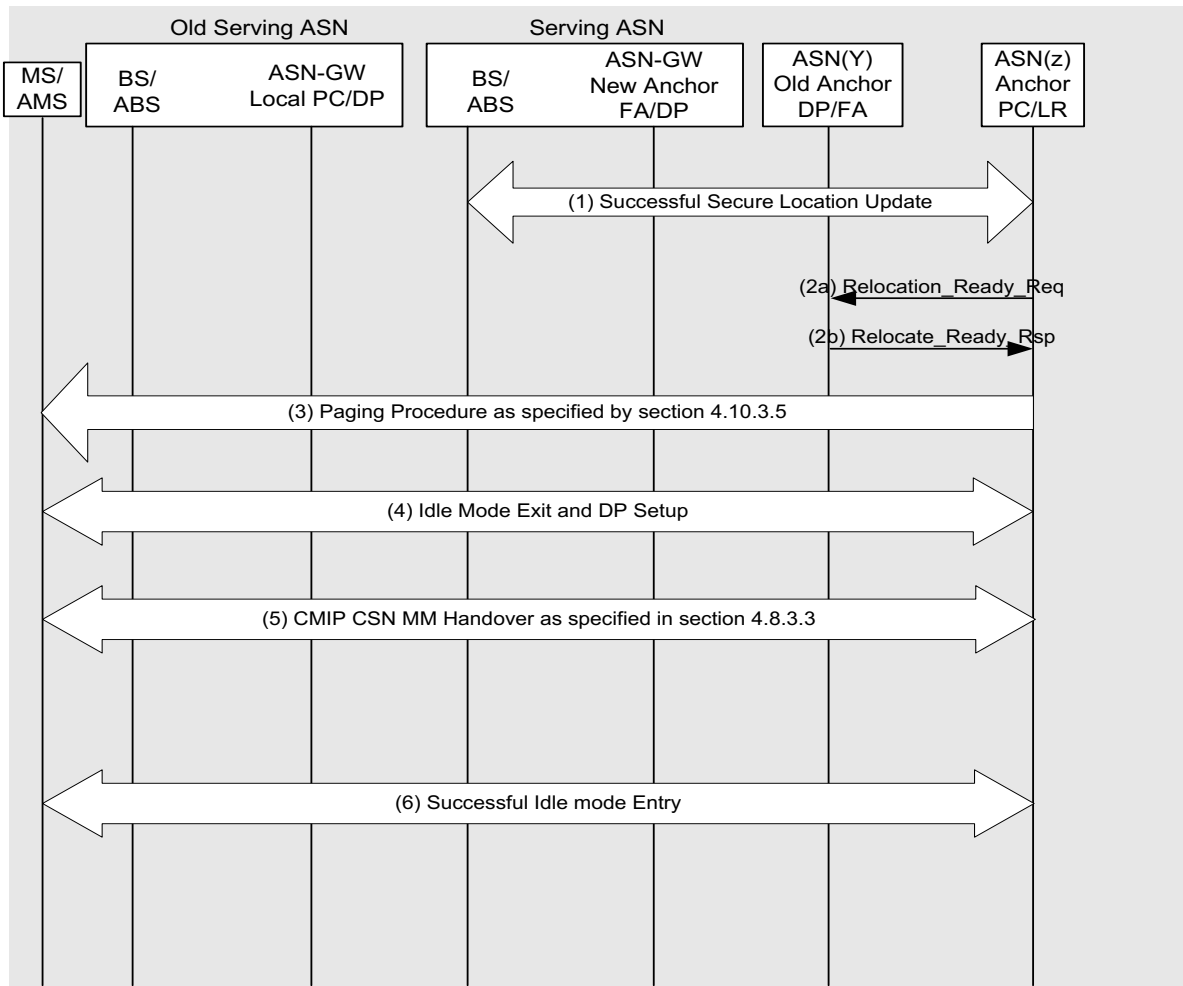 Old Serving ASN
Serving ASN
MS/
AMS
BS/
ABS
ASN-GW
Local PC/DP
BS/
ABS
ASN-GW
New Anchor
FA/DP
ASN(Y)
Old Anchor
DP/FA
ASN(z)
Anchor
PC/LR
(1) Successful Secure Location Update
(2a) Relocation_Ready_Req
(2b) Relocate_Ready_Rsp
(3) Paging Procedure as specified by section 4.10.3.5
(4) Idle Mode Exit and DP Setup
(5) CMIP CSN MM Handover as specified in section 4.8.3.3
(6) Successful Idle mode Entry